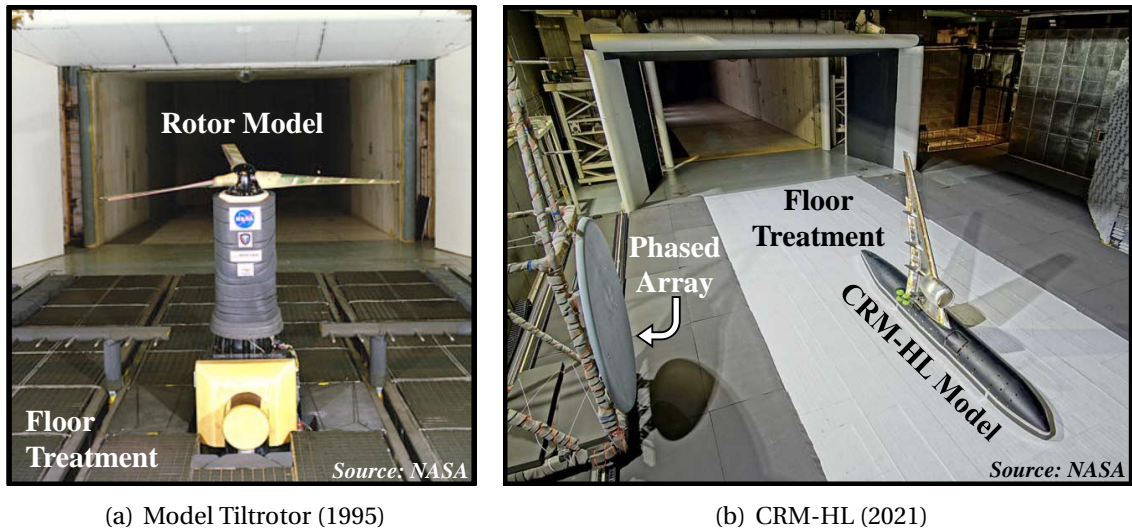 Rotor Model
NASA
Floor
Treatment
Source: NASA
Floor
Treatment
Phased
Array
CRM-HL Model
Source: NASA
(a) Model Tiltrotor (1995)
(b) CRM-HL (2021)